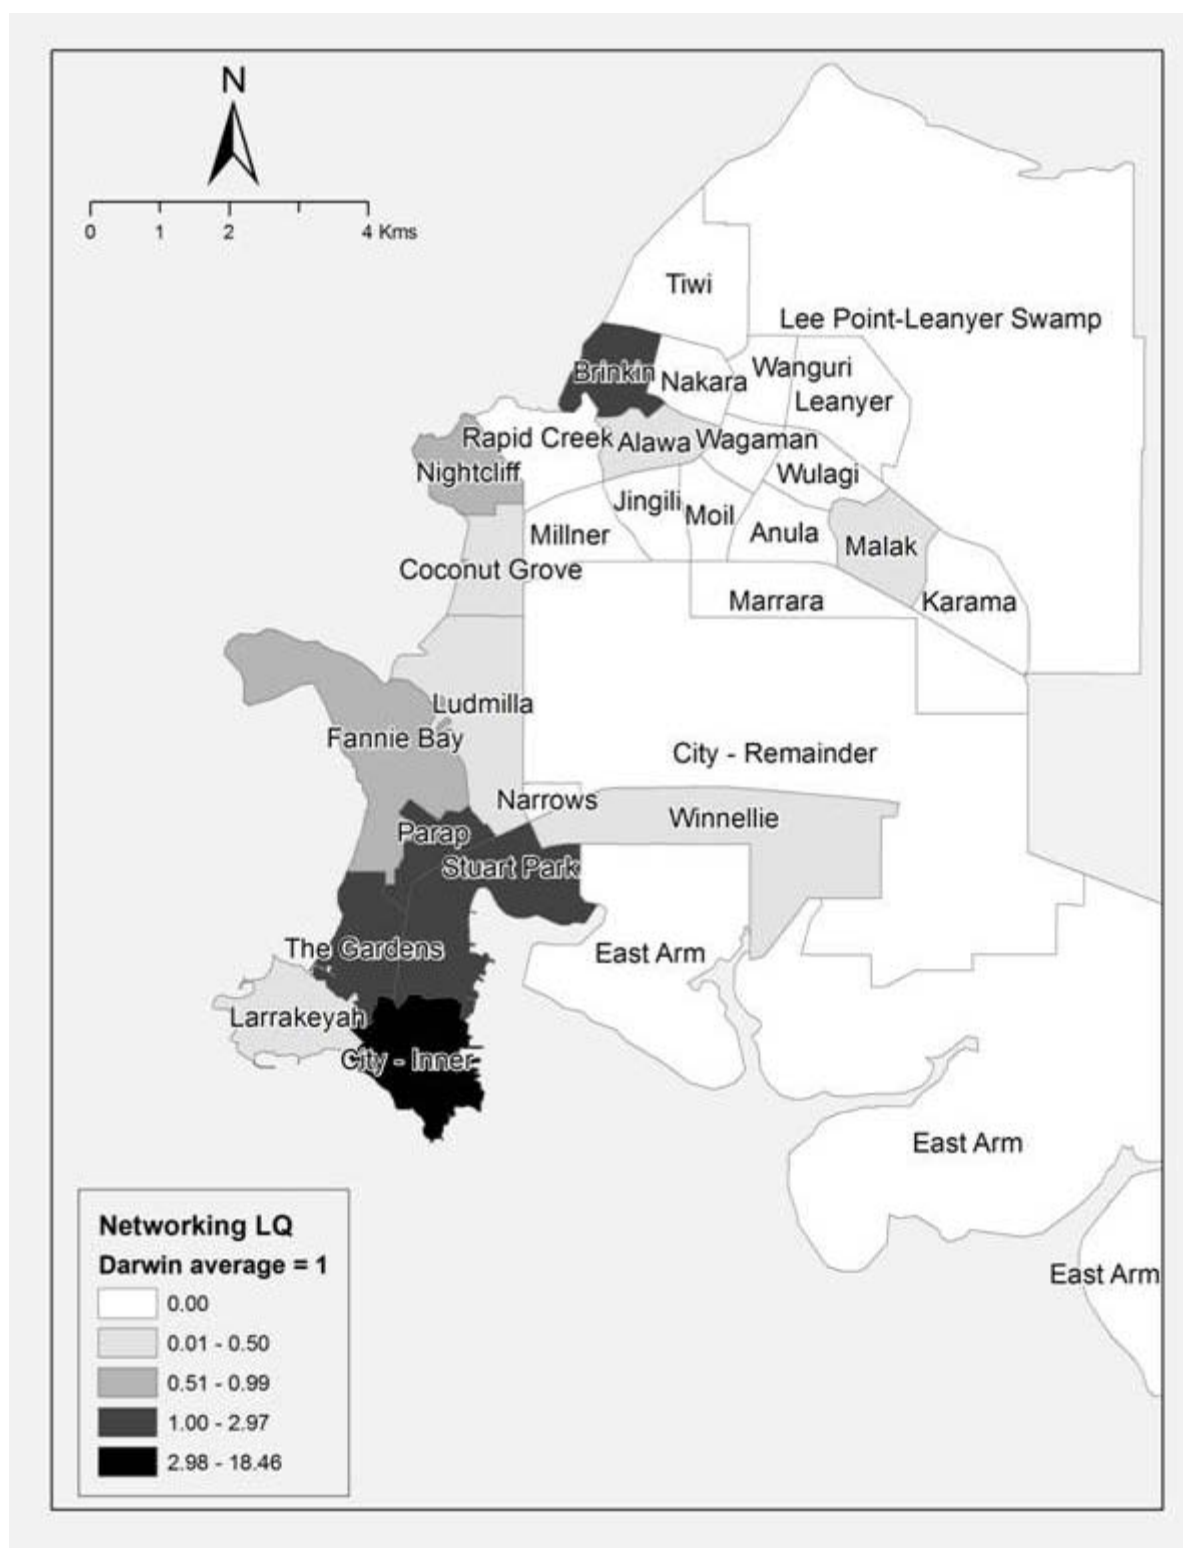 N
0 1 2 4 Kms
Tiwi
Lee Point-Leanyer Swamp
Brinkin
Nakara
Wanguri
Leanyer
Rapid Creek
Alawa
Wagaman
Nightcliff
Wulagi
Jingili
Moil
Millner
Anula
Malak
Coconut Grove
Marrara
Karama
Ludmilla
Fannie Bay
City - Remainder
Narrows
Winnellie
Parap
Stuart Park
The Gardens
East Arm
Larrakeyah
City - Inner
East Arm
East Arm
Networking LQ
Darwin average = 1
0.00
0.01 - 0.50
0.51 - 0.99
1.00 - 2.97
2.98 - 18.46